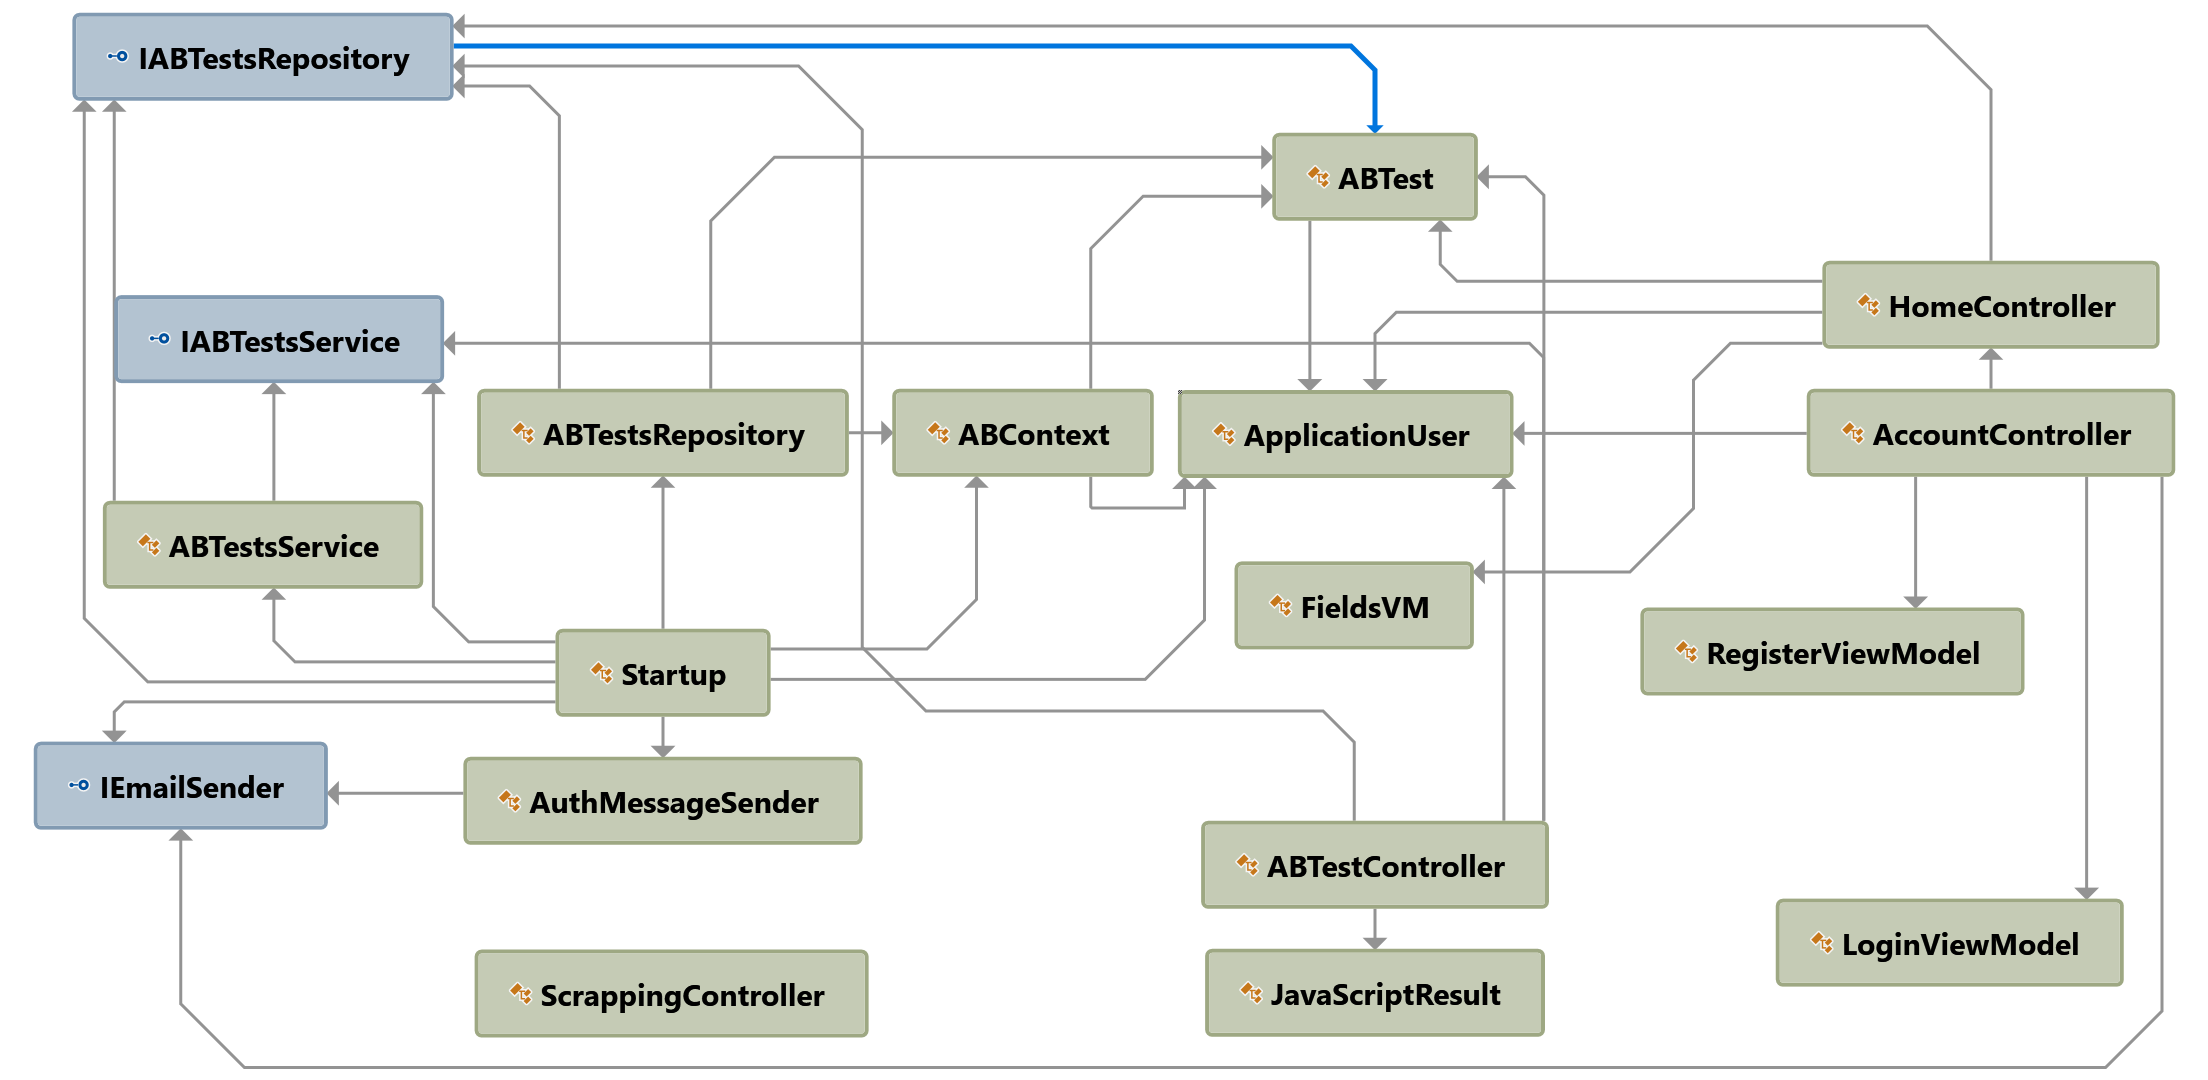 IABTestsRepository
ABTest
HomeController
IABTestsService
ABTestsRepository
ABContext
ApplicationUser
AccountController
ABTestsService
FieldsVM
RegisterViewModel
Startup
IEmailSender
AuthMessageSender
ABTestController
LoginViewModel
ScrappingController
JavaScriptResult